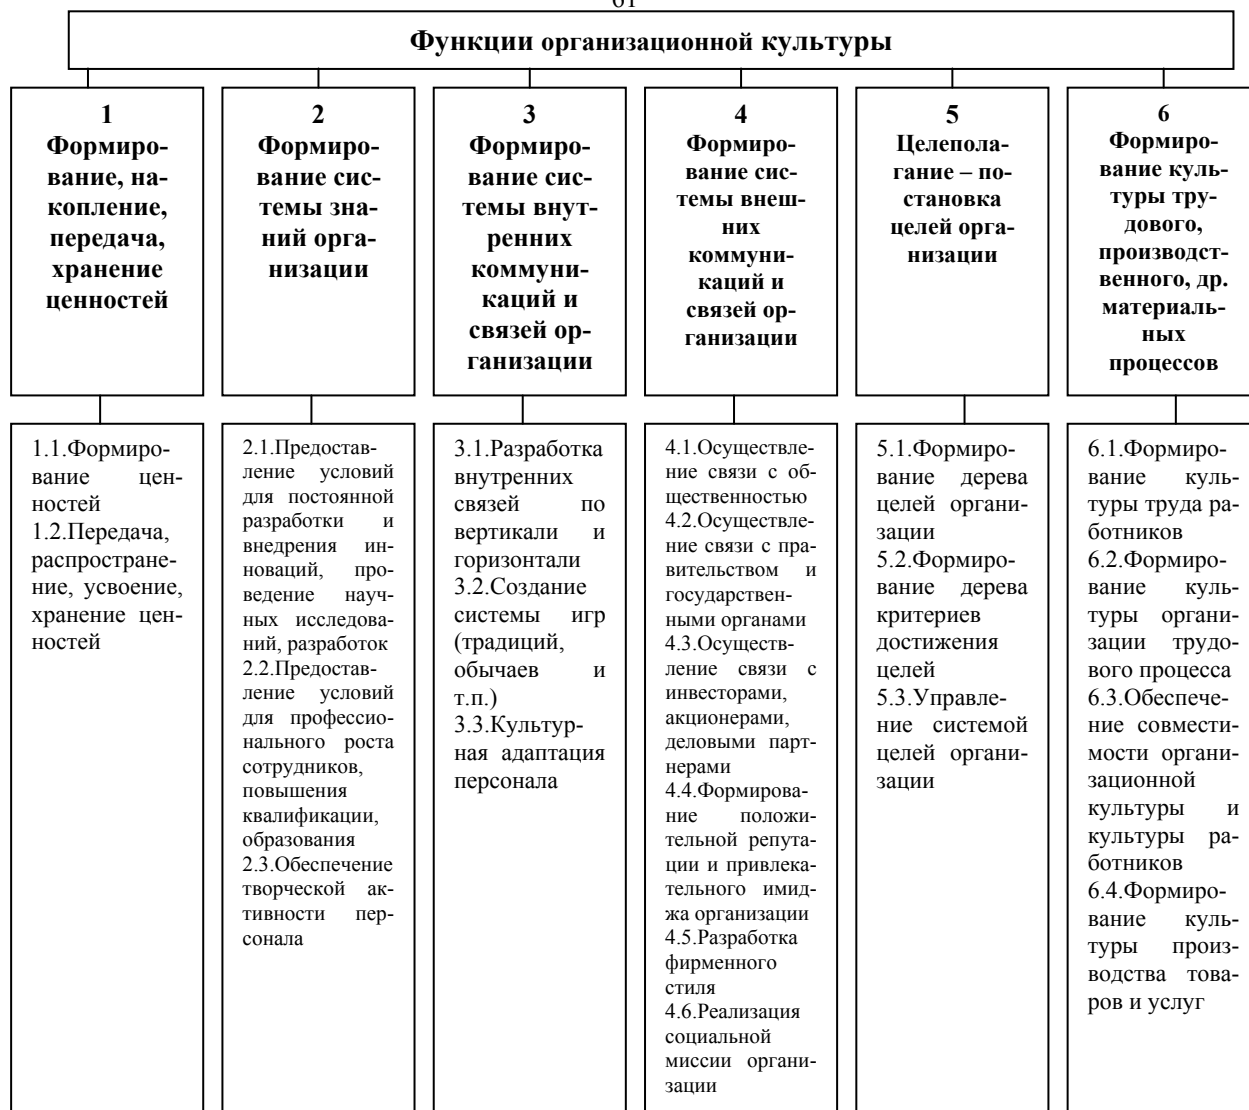 61
Функции организационной культуры
1
Формиро-
вание, на-
копление,
передача,
хранение
ценностей
2
Формиро-
вание сис-
темы зна-
ний орга-
низации
3
Формиро-
вание сис-
темы внут-
ренних
коммуни-
каций и
связей ор-
ганизации
4
Формиро-
вание сис-
темы внеш-
них
коммуни-
каций и
связей ор-
ганизации
5
Целепола-
гание – по-
становка
целей орга-
низации
6
Формиро-
вание куль-
туры тру-
дового,
производст-
венного, др.
материаль-
ных
процессов
1.1.Формиро-
вание цен-
ностей
1.2.Передача,
распростране-
ние, усвоение,
хранение цен-
ностей
2.1.Предостав-
ление условий
для постоянной
разработки и
внедрения ин-
новаций, про-
ведение науч-
ных исследова-
ний, разработок
2.2.Предостав-
ление условий
для профессио-
нального роста
сотрудников,
повышения
квалификации,
образования
2.3.Обеспечение
творческой ак-
тивности пер-
сонала
3.1.Разработка
внутренних
связей по
вертикали и
горизонтали
3.2.Создание
системы игр
(традиций,
обычаев и
т.п.)
3.3.Культур-
ная адаптация
персонала
4.1.Осуществле-
ние связи с об-
щественностью
4.2.Осуществле-
ние связи с пра-
вительством и
государствен-
ными органами
4.3.Осуществ-
ление связи с
инвесторами,
акционерами,
деловыми парт-
нерами
4.4.Формирова-
ние положи-
тельной репута-
ции и привлека-
тельного имид-
жа организации
4.5.Разработка
фирменного
стиля
4.6.Реализация
социальной
миссии органи-
зации
5.1.Формиро-
вание дерева
целей органи-
зации
5.2.Формиро-
вание дерева
критериев
достижения
целей
5.3.Управле-
ние системой
целей органи-
зации
6.1.Формиро-
вание куль-
туры труда ра-
ботников
6.2.Формиро-
вание куль-
туры органи-
зации трудо-
вого процесса
6.3.Обеспече-
ние совмести-
мости органи-
зационной
культуры и
культуры ра-
ботников
6.4.Формиро-
вание куль-
туры произ-
водства това-
ров и услуг